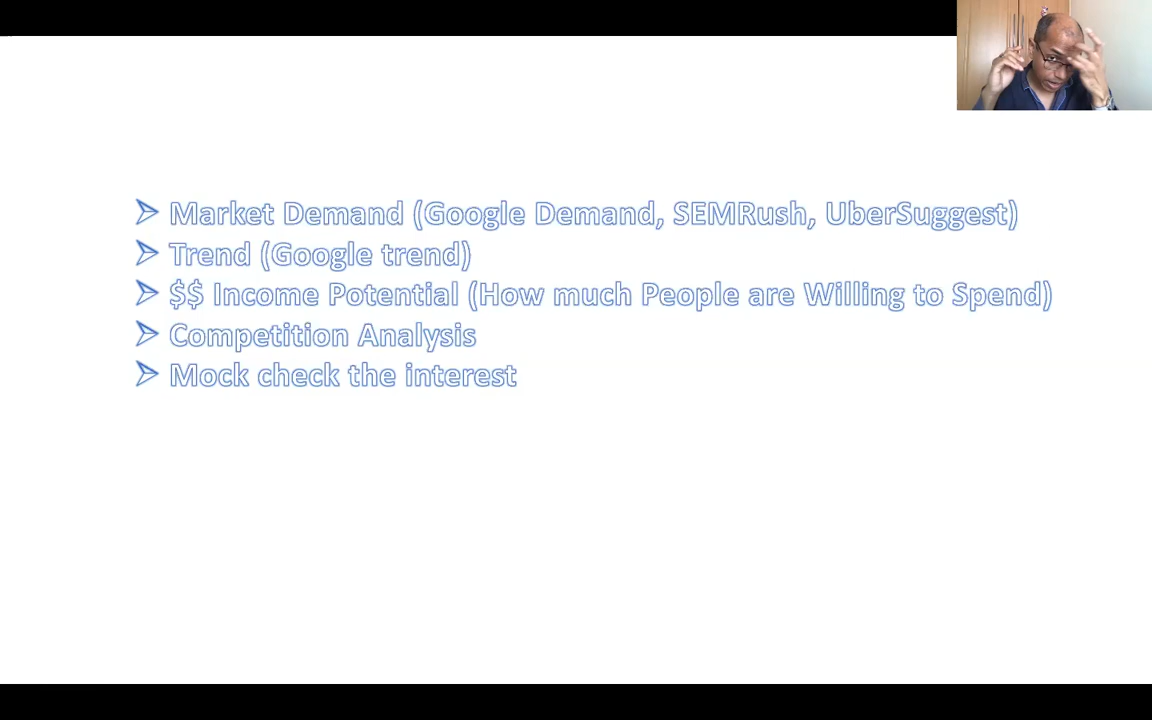 ➢ Market Demand (Google Demand, SEMRush, UberSuggest)
➢ Trend (Google trend)
➢ $$ Income Potential (How much People are Willing to Spend)
➢ Competition Analysis
➢ Mock check the interest